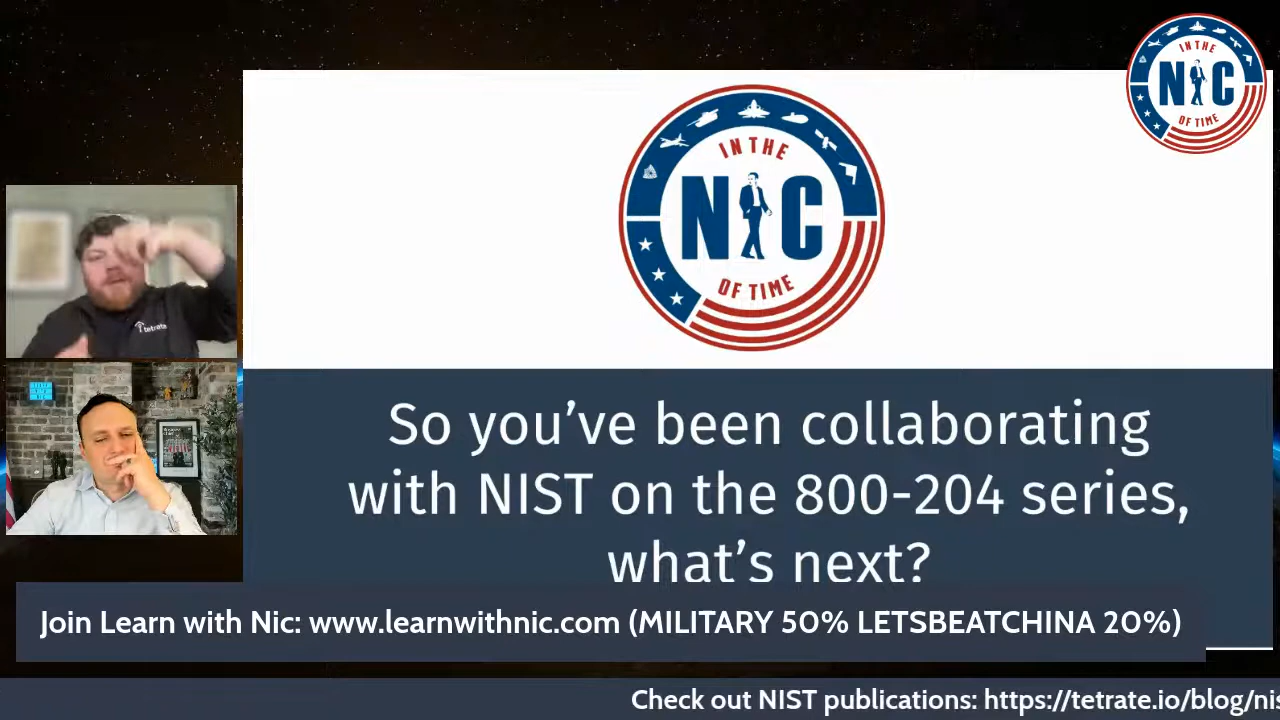 IN THE
NIC
OF TIME
IN THE
NIC
OF TIME
tetrate
So you've been collaborating
with NIST on the 800-204 series,
what's next?
Join Learn with Nic: www.learnwithnic.com (MILITARY 50% LETSBEATCHINA 20%)
Check out NIST publications: https://tetrate.io/blog/nis